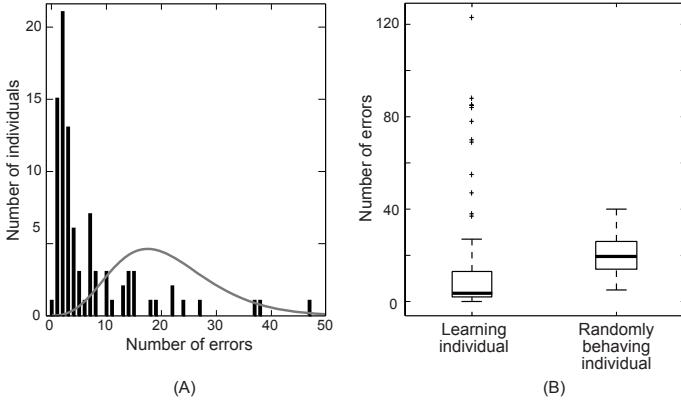 20
15
10
5
0
Number of individuals
0 10 20 30 40 50
Number of errors
(A)
120
80
40
0
Number of errors
Learning
individual
Randomly
behaving
individual
(B)